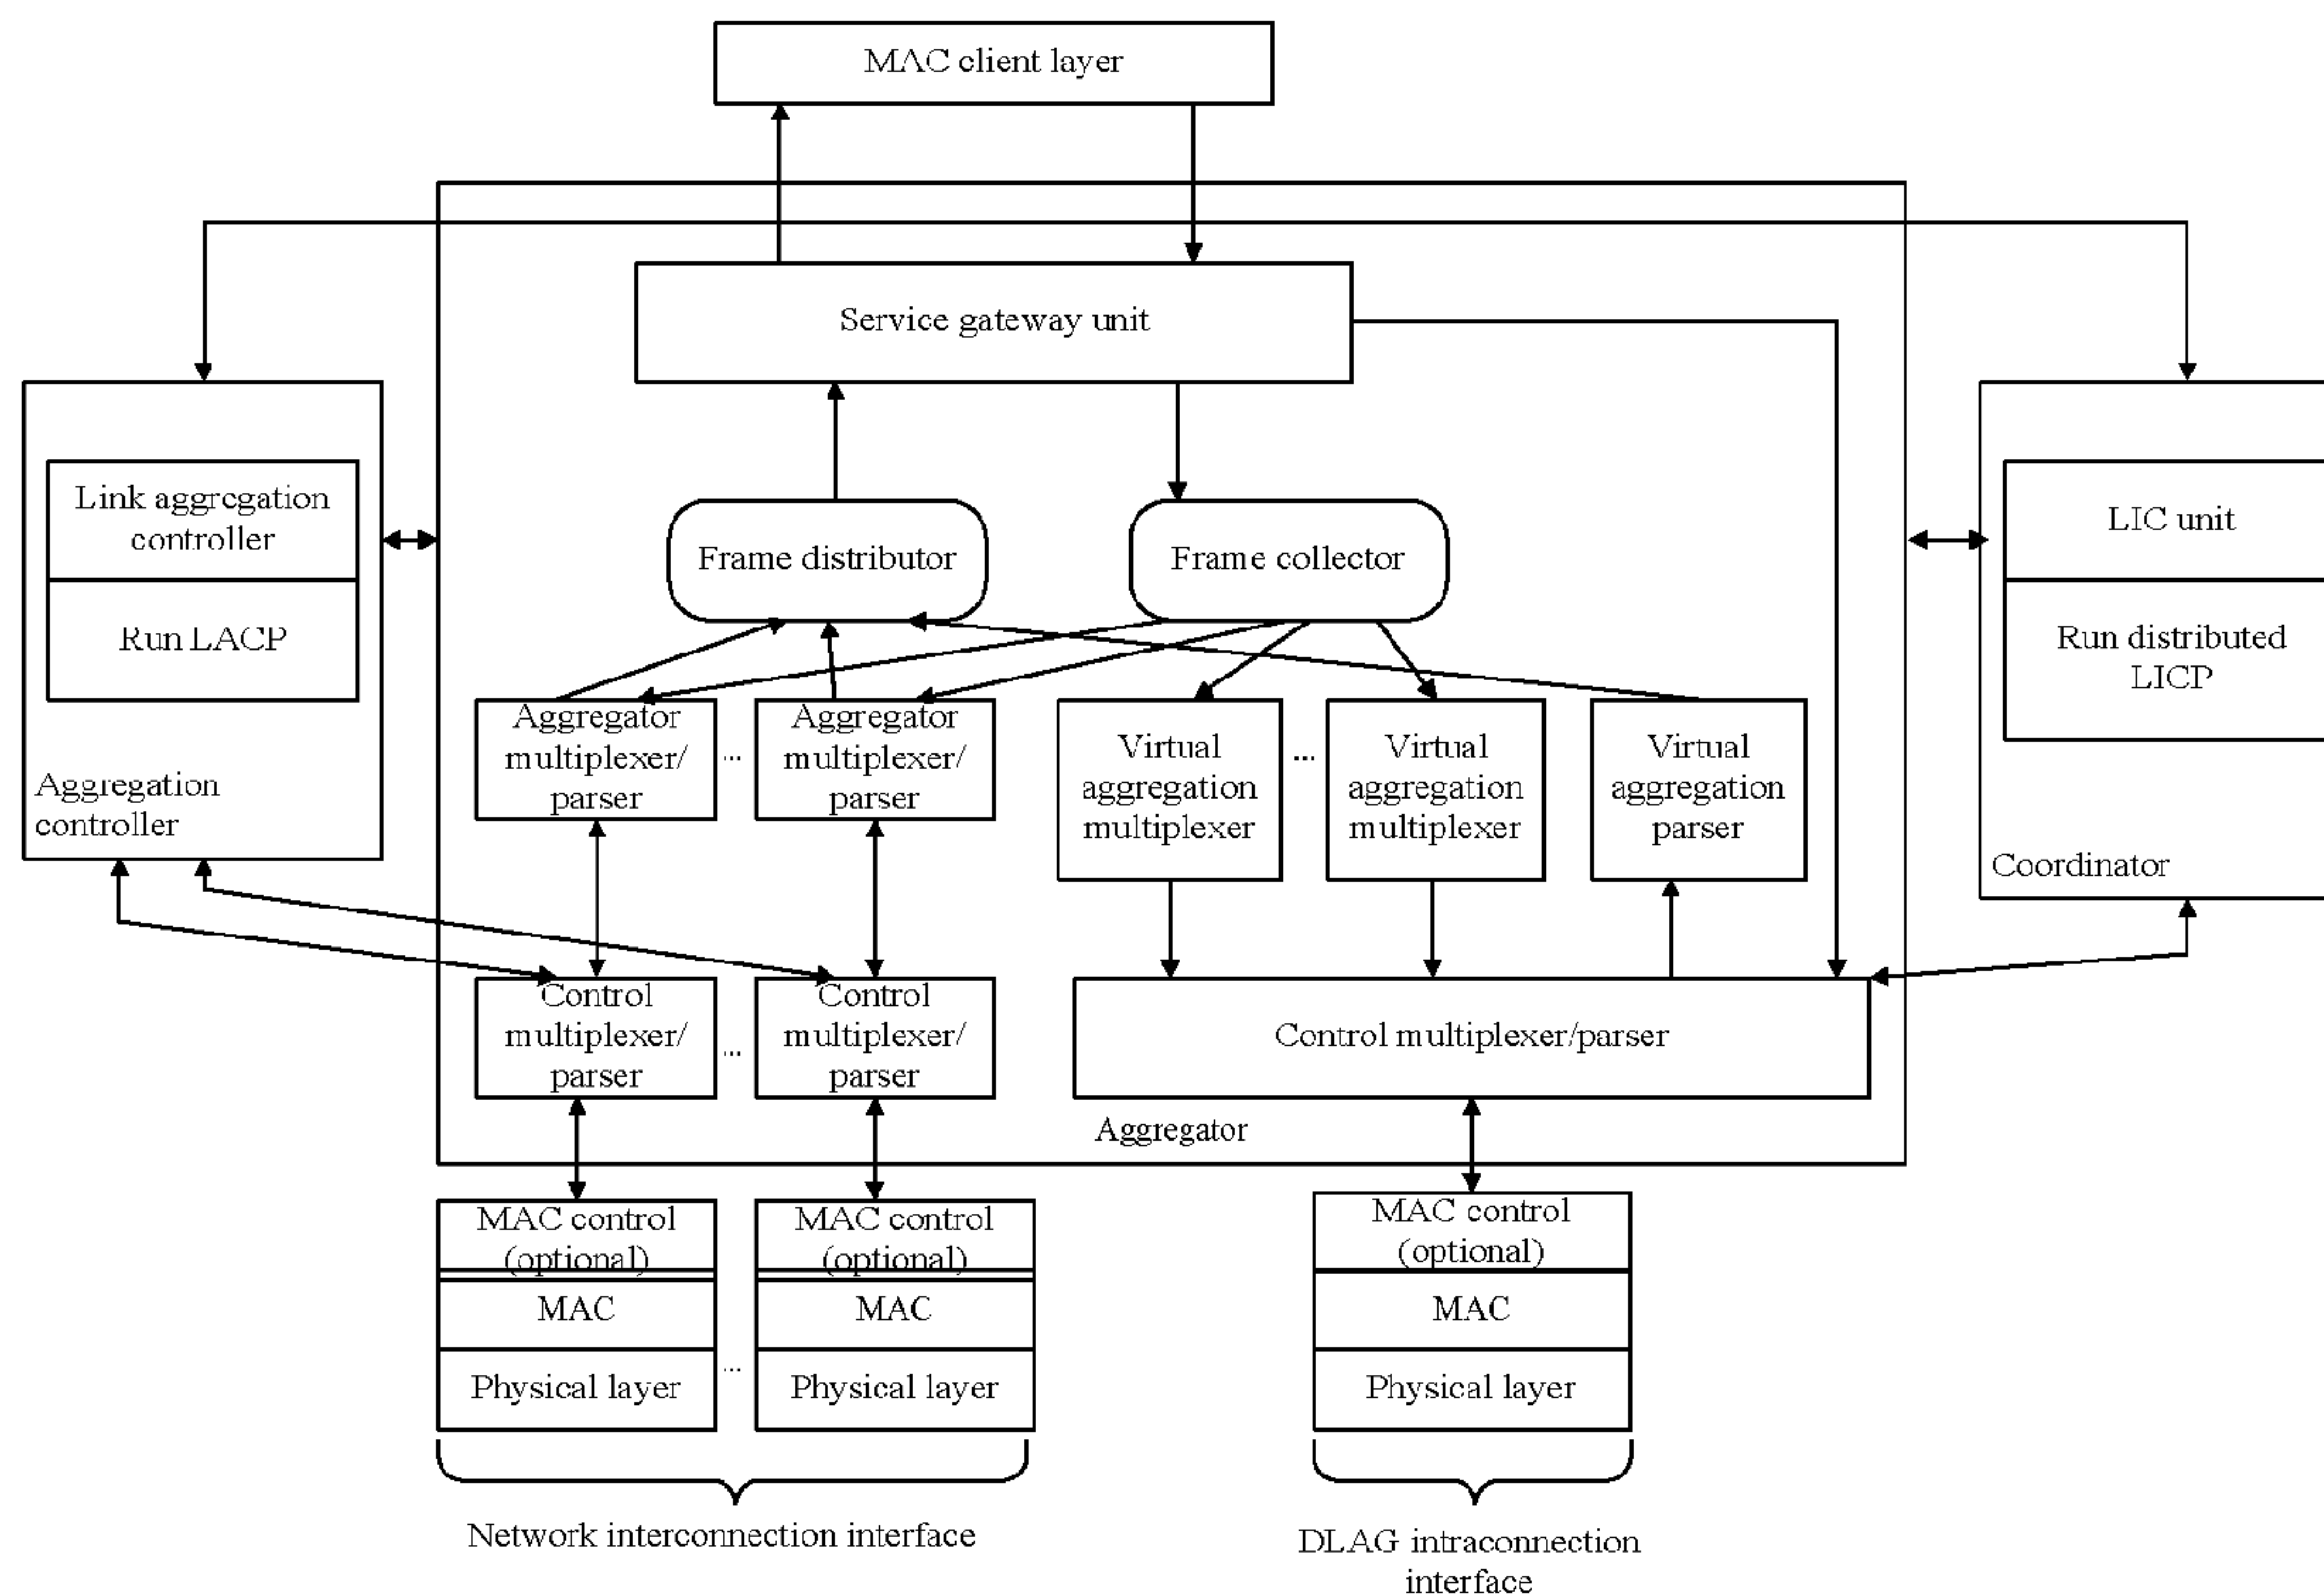 MAC client layer
Service gateway unit
Link aggregation
controller
Run LACP
Aggregation
controller
Frame distributor
Frame collector
LIC unit
Run distributed
LICP
Coordinator
Aggregator
multiplexer/
parser
...
Aggregator
multiplexer/
parser
Virtual
aggregation
multiplexer
...
Virtual
aggregation
multiplexer
Virtual
aggregation
parser
Control
multiplexer/
parser
...
Control
multiplexer/
parser
Control multiplexer/parser
Aggregator
MAC control
(optional)
MAC
Physical layer
...
MAC control
(optional)
MAC
Physical layer
MAC control
(optional)
MAC
Physical layer
Network interconnection interface
DLAG intraconnection
interface